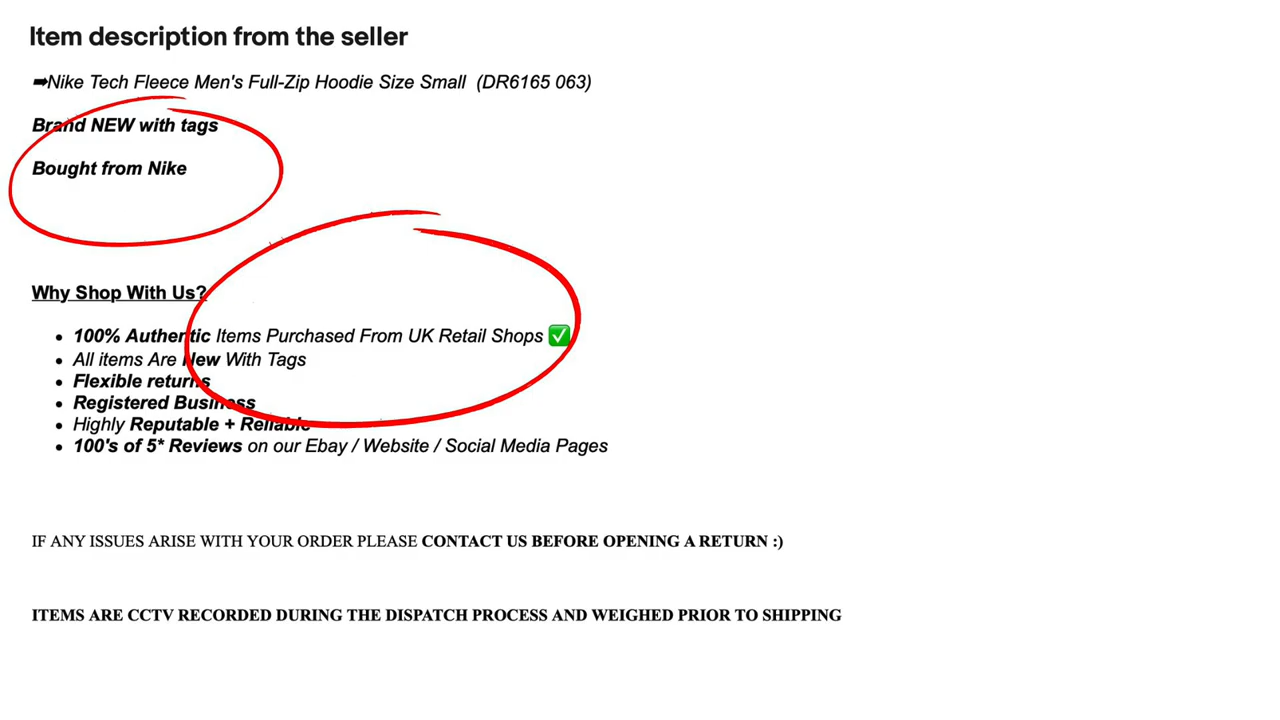 Item description from the seller
➡Nike Tech Fleece Men's Full-Zip Hoodie Size Small (DR6165 063)
Brand NEW with tags
Bought from Nike
Why Shop With Us?
• 100% Authentic Items Purchased From UK Retail Shops ✅
• All items Are New With Tags
• Flexible returns
• Registered Business
• Highly Reputable + Reliable
• 100's of 5* Reviews on our Ebay / Website / Social Media Pages
IF ANY ISSUES ARISE WITH YOUR ORDER PLEASE CONTACT US BEFORE OPENING A RETURN :)
ITEMS ARE CCTV RECORDED DURING THE DISPATCH PROCESS AND WEIGHED PRIOR TO SHIPPING